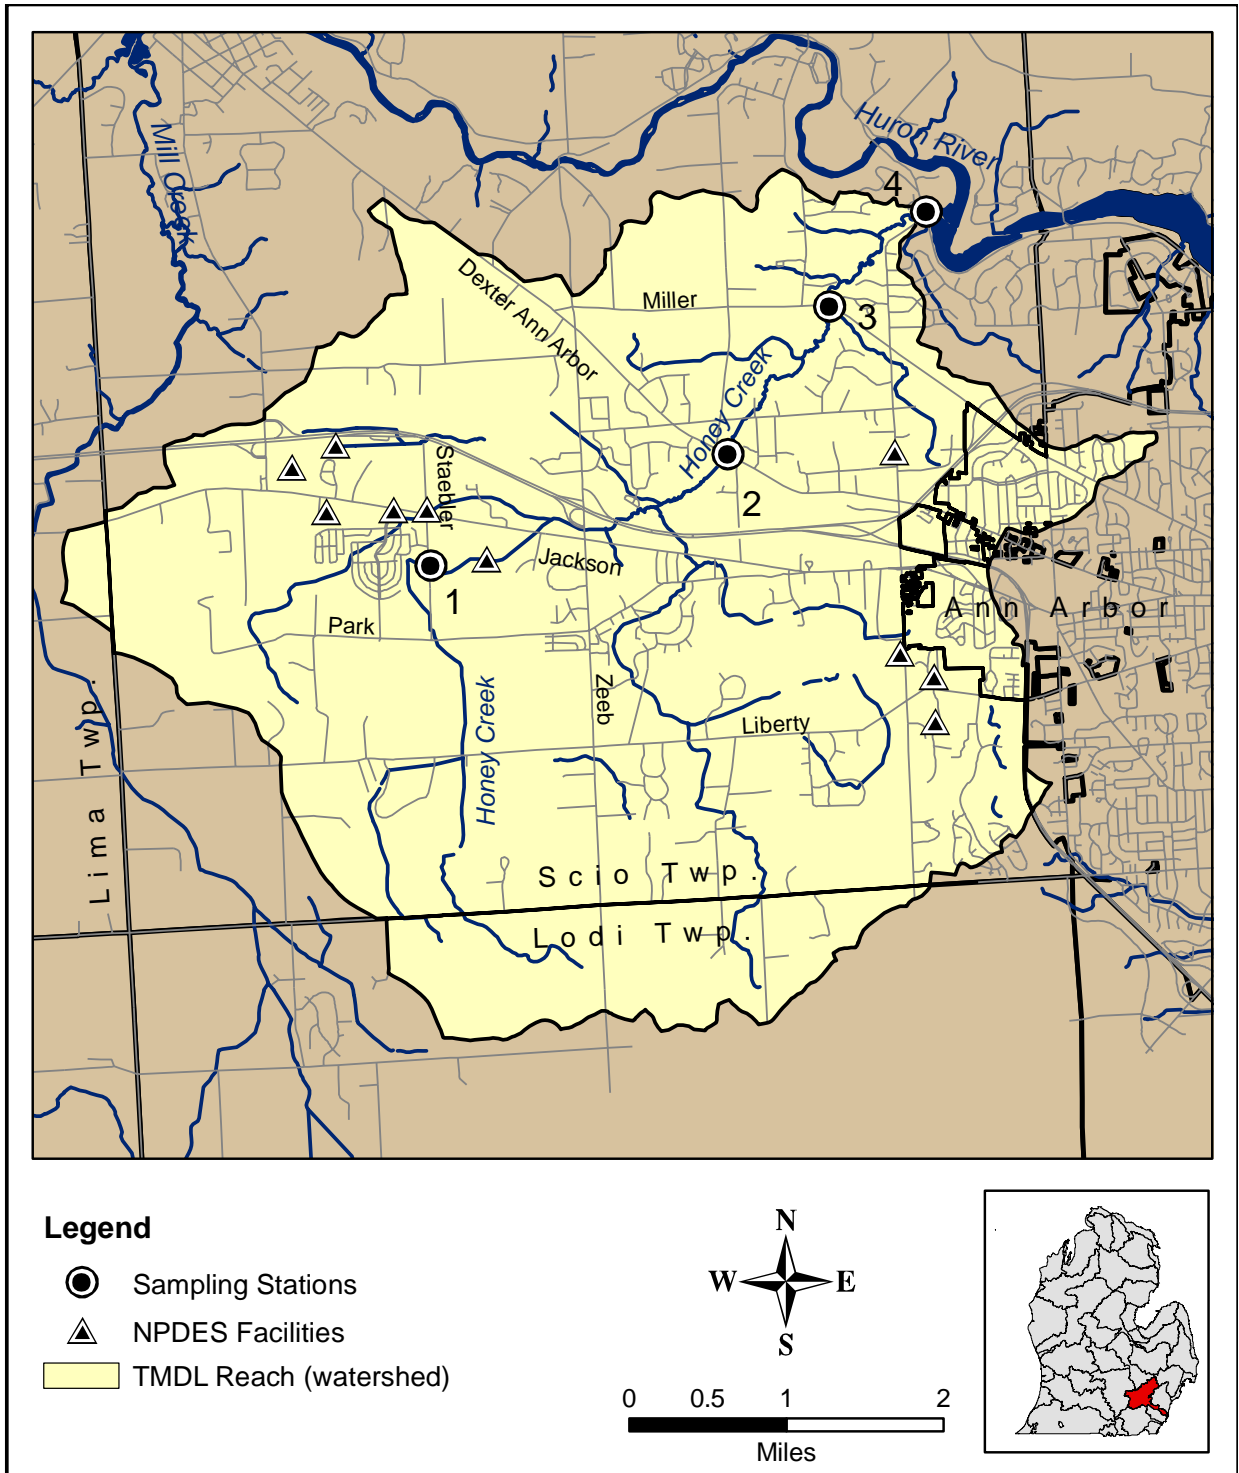 Mill Creek
Huron River
4
Dexter Ann Arbor
Miller
3
Honey Creek
Staebler
2
Jackson
1
Park
Ann Arbor
Zeeb
Honey Creek
Liberty
Lima Twp.
Scio Twp.
Lodi Twp.
Legend
Sampling Stations
NPDES Facilities
TMDL Reach (watershed)
N
W E
S
0 0.5 1 2
Miles